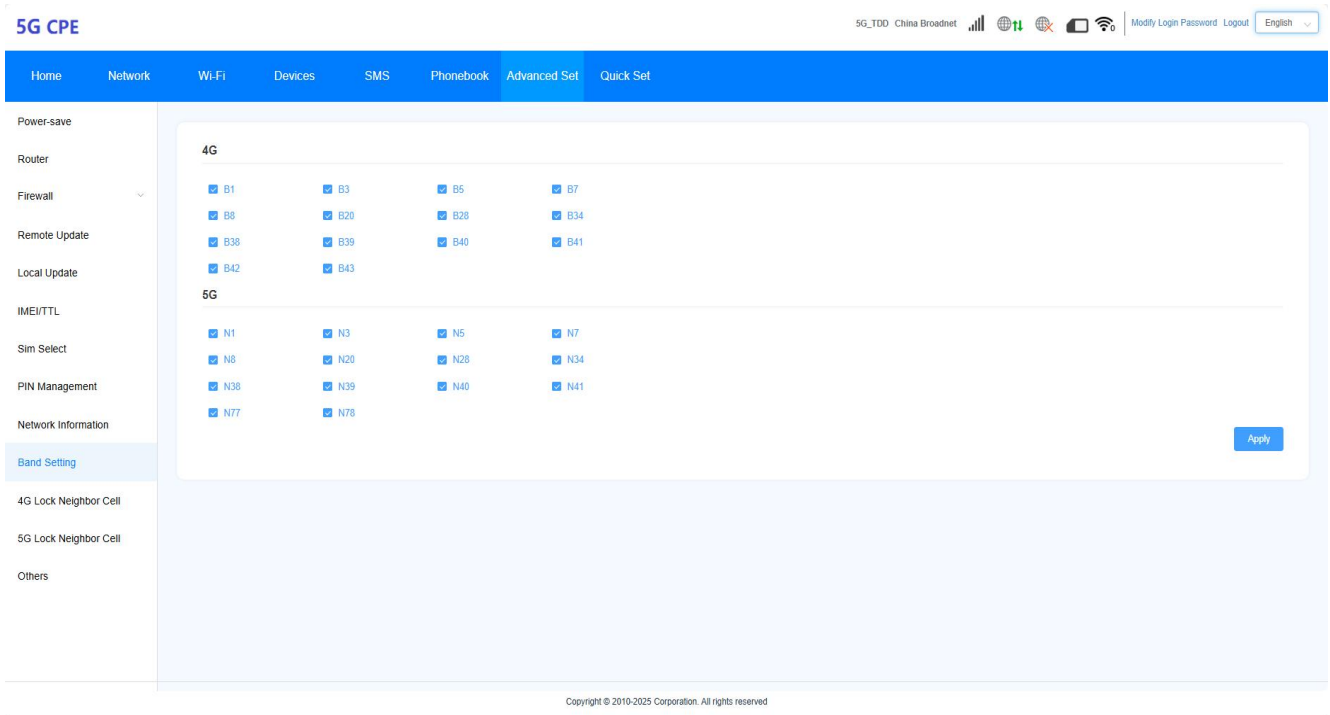 5G CPE
5G_TDD China Broadnet 0 Modify Login Password Logout English
Home Network Wi-Fi Devices SMS Phonebook Advanced Set Quick Set
Power-save
Router
Firewall
Remote Update
Local Update
IMEI/TTL
Sim Select
PIN Management
Network Information
Band Setting
4G Lock Neighbor Cell
5G Lock Neighbor Cell
Others
4G
B1 B3 B5 B7
B8 B20 B28 B34
B38 B39 B40 B41
B42 B43
5G
N1 N3 N5 N7
N8 N20 N28 N34
N38 N39 N40 N41
N77 N78
Apply
Copyright © 2010-2025 Corporation. All rights reserved